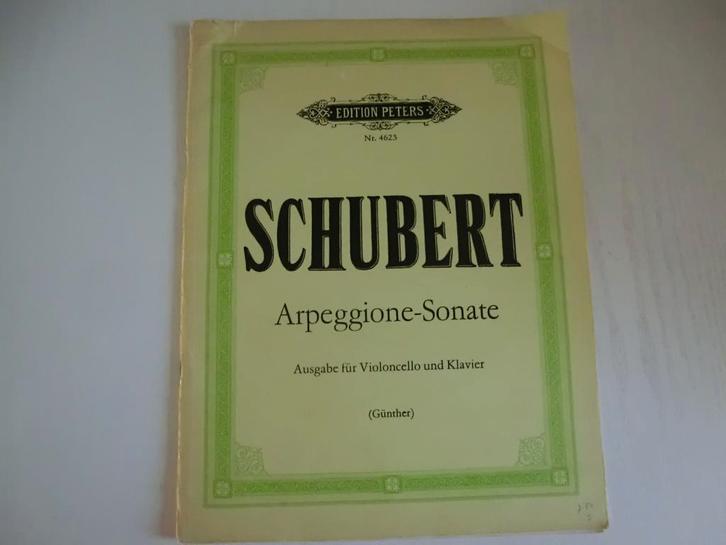 EDITION PETERS
Nr. 4623
SCHUBERT
Arpeggione-Sonate
Ausgabe für Violoncello und Klavier
(Günther)